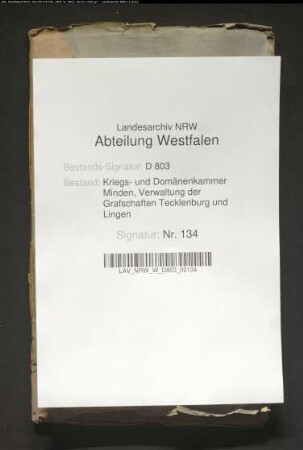 Landesarchiv NRW
Abteilung Westfalen
Bestands-Signatur: D 803
Bestand: Kriegs- und Domänenkammer
Minden, Verwaltung der
Grafschaften Tecklenburg und
Lingen
Signatur: Nr. 134
LAV_NRW_W_D803_00134